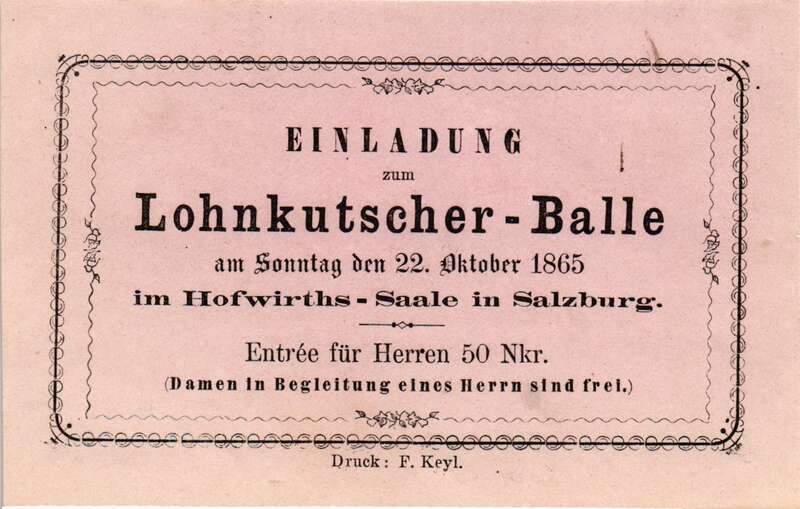 EINLADUNG
zum
Lohnkutscher-Balle
am Sonntag den 22. Oktober 1865
im Hofwirths-Saale in Salzburg.
Entrée für Herren 50 Nkr.
(Damen in Begleitung eines Herrn sind frei.)
Druck: F. Keyl.